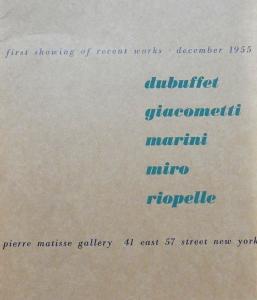 first showing of recent works · december 1955
dubuffet
giacometti
marini
miro
riopelle
pierre matisse gallery 41 east 57 street new york